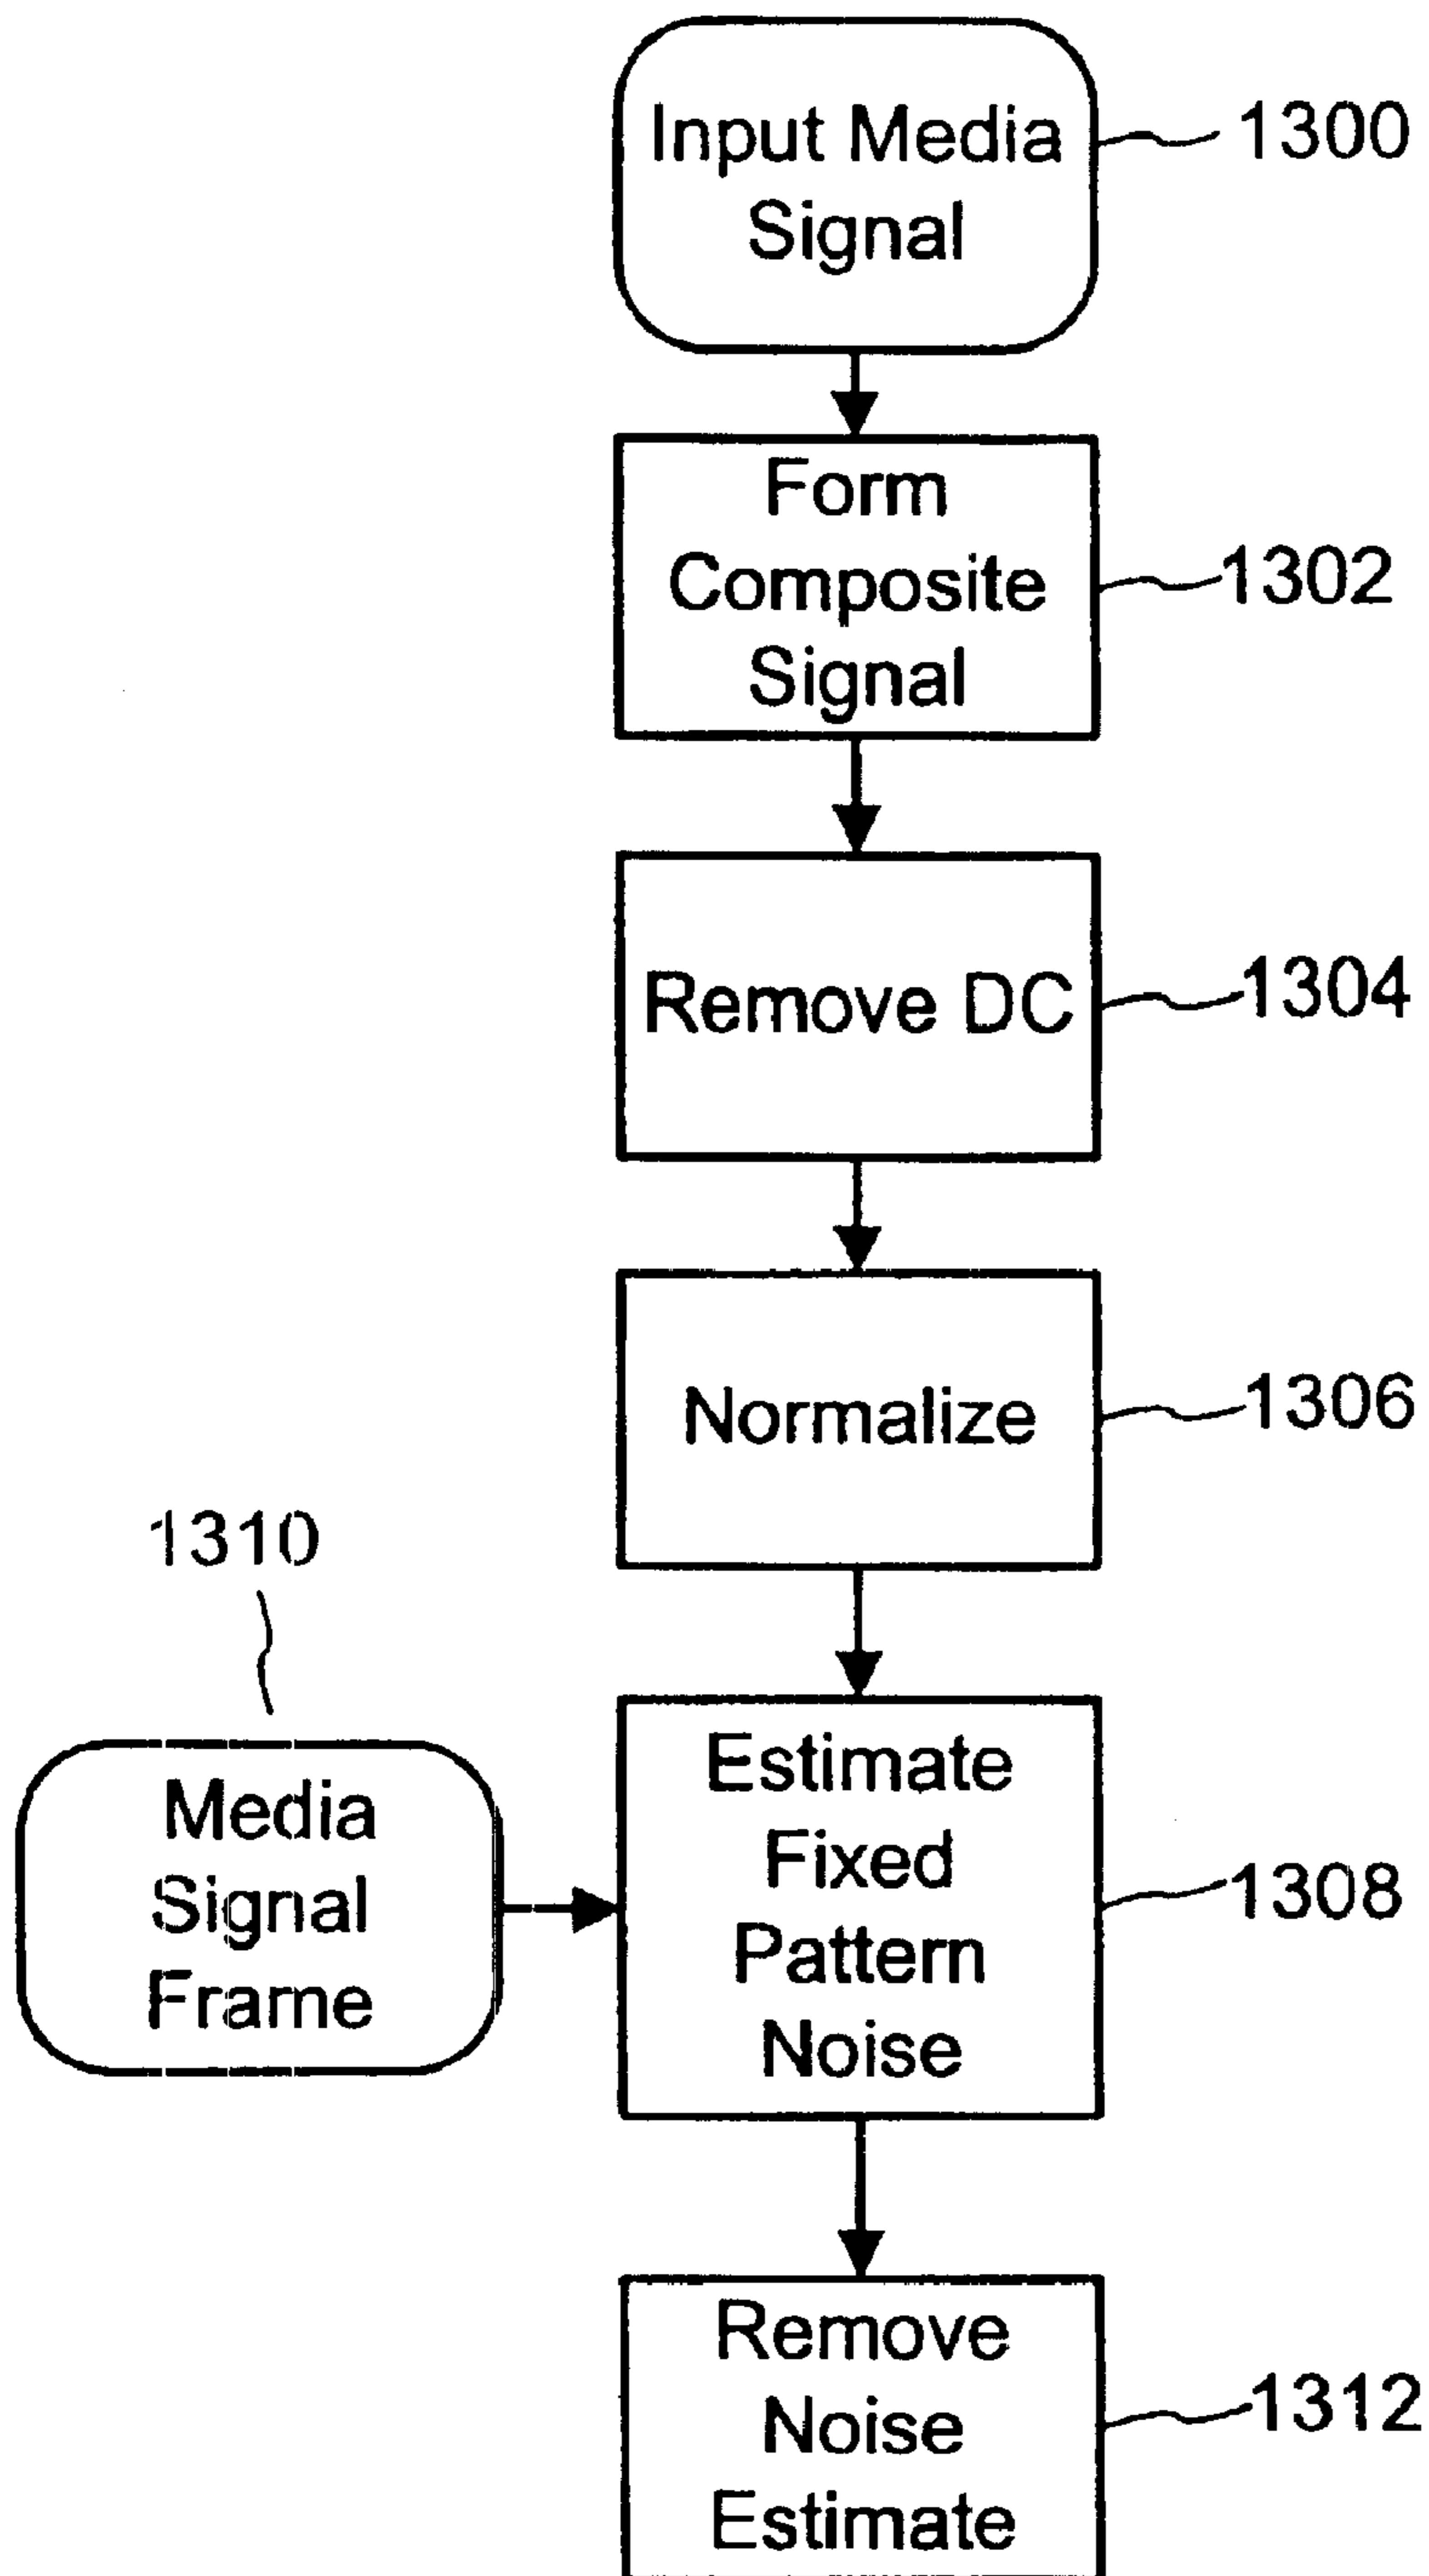 Input Media
Signal
1300
Form
Composite
Signal
1302
Remove DC
1304
Normalize
1306
1310
Media
Signal
Frame
Estimate
Fixed
Pattern
Noise
1308
Remove
Noise
Estimate
1312